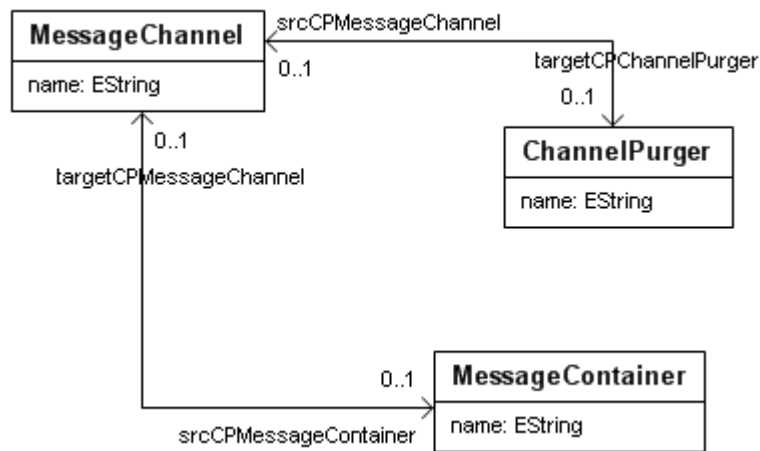 MessageChannel
name: EString
srcCPMessageChannel
0..1
targetCPChannelPurger
0..1
ChannelPurger
name: EString
0..1
targetCPMessageChannel
0..1
srcCPMessageContainer
MessageContainer
name: EString